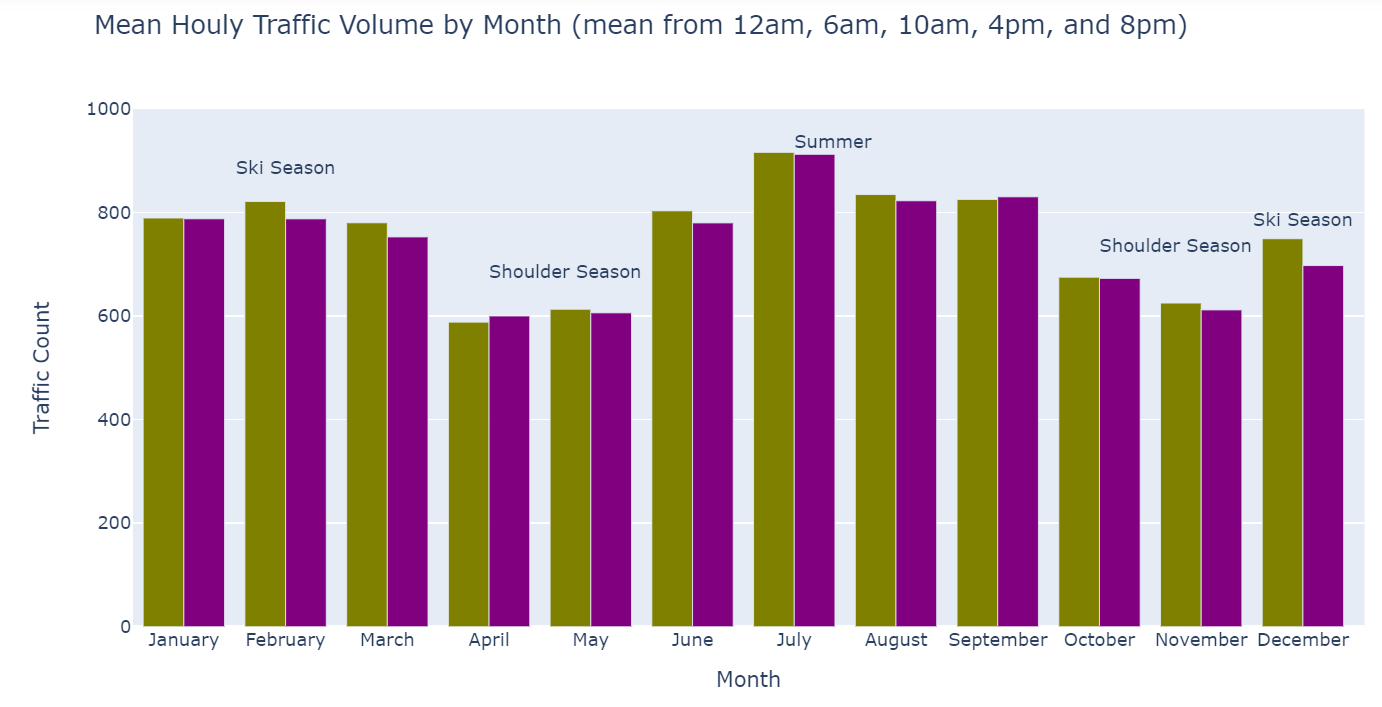 Mean Houly Traffic Volume by Month (mean from 12am, 6am, 10am, 4pm, and 8pm)
1000
800
600
400
200
0
Traffic Count
Ski Season
Shoulder Season
Summer
Shoulder Season
Ski Season
January
February
March
April
May
June
July
August
September
October
November
December
Month